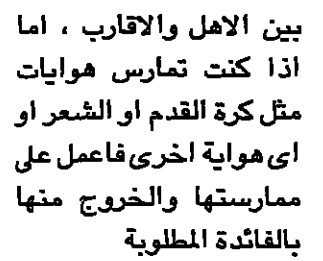 بين الاهل والاقارب ، اما
اذا كنت تمارس هوايات
مثل كرة القدم او الشعر او
اى هواية اخرى فاعمل على
ممارستها والخروج منها
بالفائدة المطلوبة